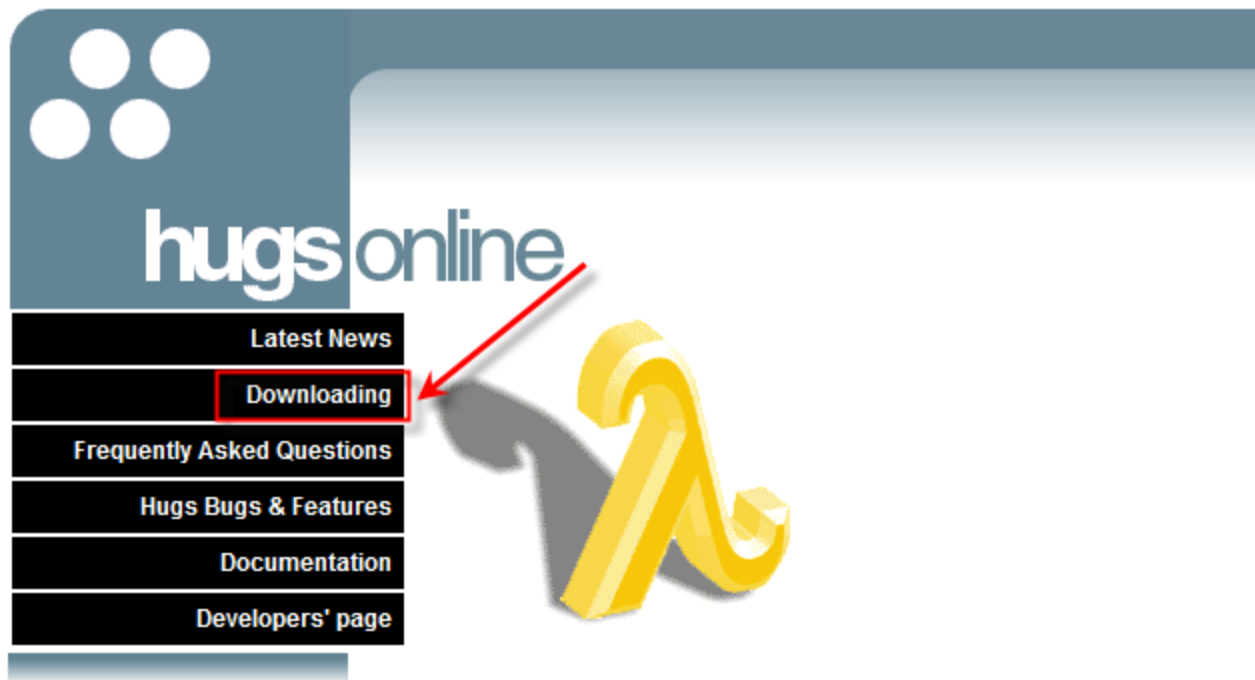 hugs online
Latest News
Downloading
Frequently Asked Questions
Hugs Bugs & Features
Documentation
Developers' page